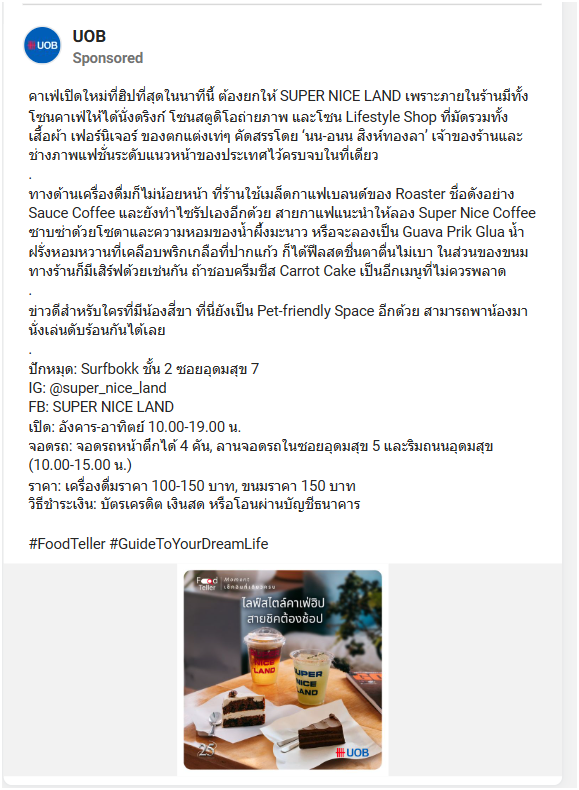 UOB
UOB
Sponsored
คาเฟ่เปิดใหม่ที่ฮิปที่สุดในนาทีนี้ ต้องยกให้ SUPER NICE LAND เพราะภายในร้านมีทั้ง
โซนคาเฟ่ให้ได้นั่งดริงก์ โซนสตูดิโอถ่ายภาพ และโซน Lifestyle Shop ที่มัดรวมทั้ง
เสื้อผ้า เฟอร์นิเจอร์ ของตกแต่งเท่ๆ คัดสรรโดย ‘นน-อนน สิงห์ทองลา’ เจ้าของร้านและ
ช่างภาพแฟชั่นระดับแนวหน้าของประเทศไว้ครบจบในที่เดียว
.
ทางด้านเครื่องดื่มก็ไม่น้อยหน้า ที่ร้านใช้เมล็ดกาแฟเบลนด์ของ Roaster ชื่อดังอย่าง
Sauce Coffee และยังทำไซรัปเองอีกด้วย สายกาแฟแนะนำให้ลอง Super Nice Coffee
ซาบซ่าด้วยโซดาและความหอมของน้ำผึ้งมะนาว หรือจะลองเป็น Guava Prik Glua น้ำ
ฝรั่งหอมหวานที่เคลือบพริกเกลือที่ปากแก้ว ก็ได้ฟีลสดชื่นตาตื่นไม่เบา ในส่วนของขนม
ทางร้านก็มีเสิร์ฟด้วยเช่นกัน ถ้าชอบครีมชีส Carrot Cake เป็นอีกเมนูที่ไม่ควรพลาด
.
ข่าวดีสำหรับใครที่มีน้องสี่ขา ที่นี่ยังเป็น Pet-friendly Space อีกด้วย สามารถพาน้องมา
นั่งเล่นดับร้อนกันได้เลย
.
ปักหมุด: Surfbokk ชั้น 2 ซอยอุดมสุข 7
IG: @super_nice_land
FB: SUPER NICE LAND
เปิด: อังคาร-อาทิตย์ 10.00-19.00 น.
จอดรถ: จอดรถหน้าตึกได้ 4 คัน, ลานจอดรถในซอยอุดมสุข 5 และริมถนนอุดมสุข
(10.00-15.00 น.)
ราคา: เครื่องดื่มราคา 100-150 บาท, ขนมราคา 150 บาท
วิธีชำระเงิน: บัตรเครดิต เงินสด หรือโอนผ่านบัญชีธนาคาร
#FoodTeller #GuideToYourDreamLife
Food Teller
Moment
ไลฟ์สไตล์คาเฟ่ฮิป
สายชิคต้องช้อป
SUPER NICE LAND
SUPER NICE LAND
25
UOB